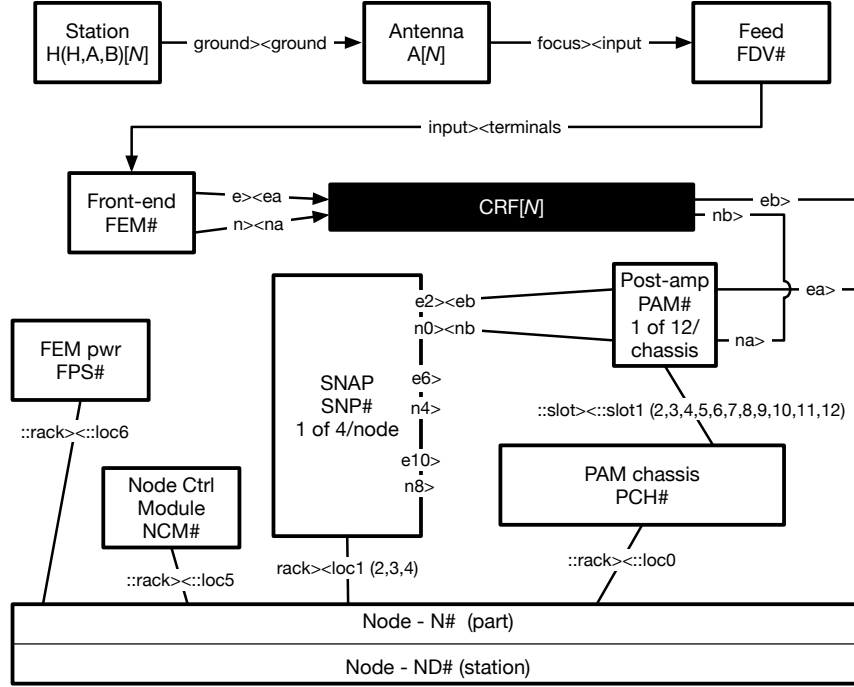 Station
H(H,A,B)[N]
ground><ground
Antenna
A[N]
focus><input
Feed
FDV#
input><terminals
Front-end
FEM#
e><ea
n><na
CRF[N]
eb>
nb>
SNAP
SNP#
1 of 4/node
e2><eb
n0><nb
e6>
n4>
e10>
n8>
Post-amp
PAM#
1 of 12/
chassis
ea>
na>
FEM pwr
FPS#
::rack><::loc6
Node Ctrl
Module
NCM#
::rack><::loc5
rack><loc1 (2,3,4)
::slot><::slot1 (2,3,4,5,6,7,8,9,10,11,12)
PAM chassis
PCH#
::rack><::loc0
Node - N# (part)
Node - ND# (station)